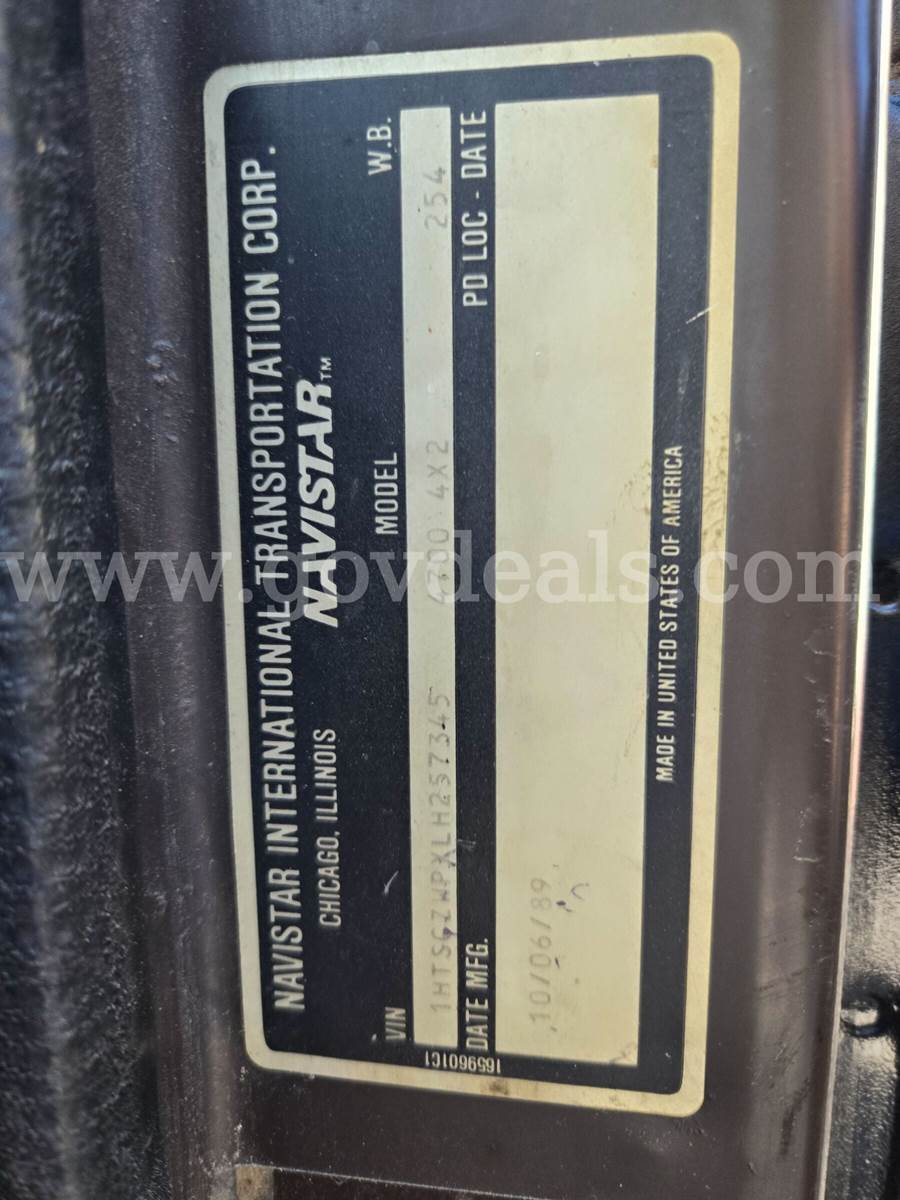 NAVISTAR INTERNATIONAL TRANSPORTATION CORP.
CHICAGO, ILLINOIS NAVISTAR™
VIN MODEL W.B.
1HTSCZWPXLH257345 4700 4X2 254
DATE MFG. PD LOC - DATE
10/06/89
MADE IN UNITED STATES OF AMERICA
1659601C1
www.govdeals.com